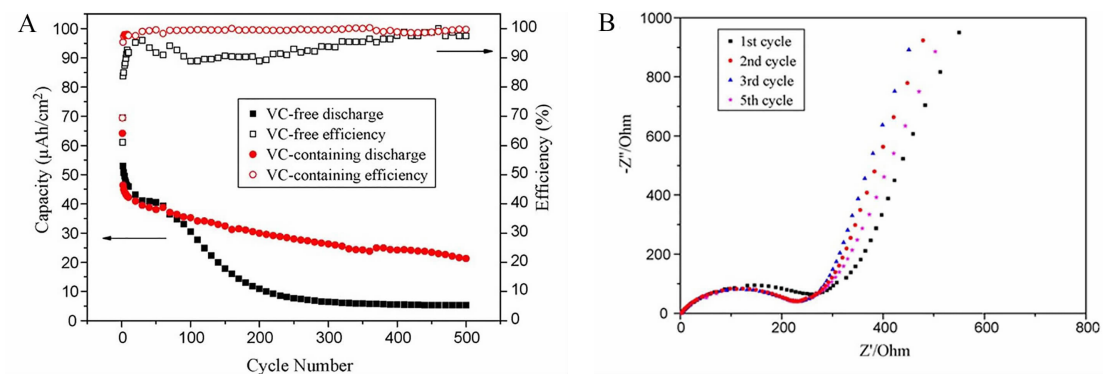 A
100
90
80
70
60
50
40
30
20
10
0
Capacity (μAh/cm²)
0
100
200
300
400
500
Cycle Number
100
90
80
70
60
50
40
30
20
10
0
Efficiency (%)
VC-free discharge
VC-free efficiency
VC-containing discharge
VC-containing efficiency
B
1000
800
600
400
200
0
-Z''/Ohm
0
200
400
600
800
Z'/Ohm
1st cycle
2nd cycle
3rd cycle
5th cycle